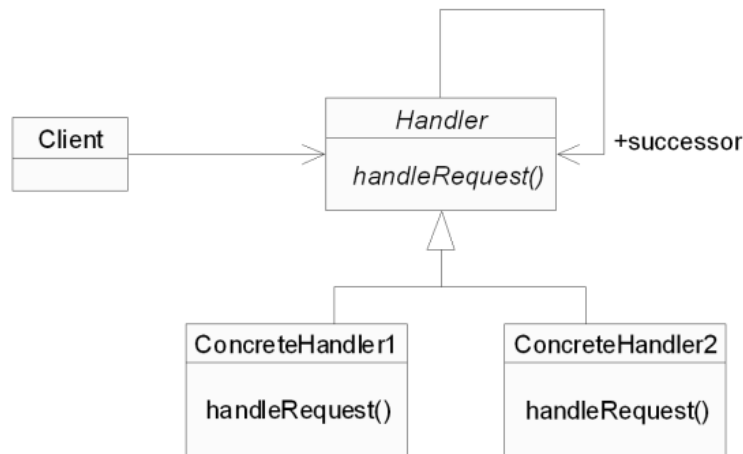 Handler
Client
+successor
handleRequest()
ConcreteHandler1
ConcreteHandler2
handleRequest()
handleRequest()